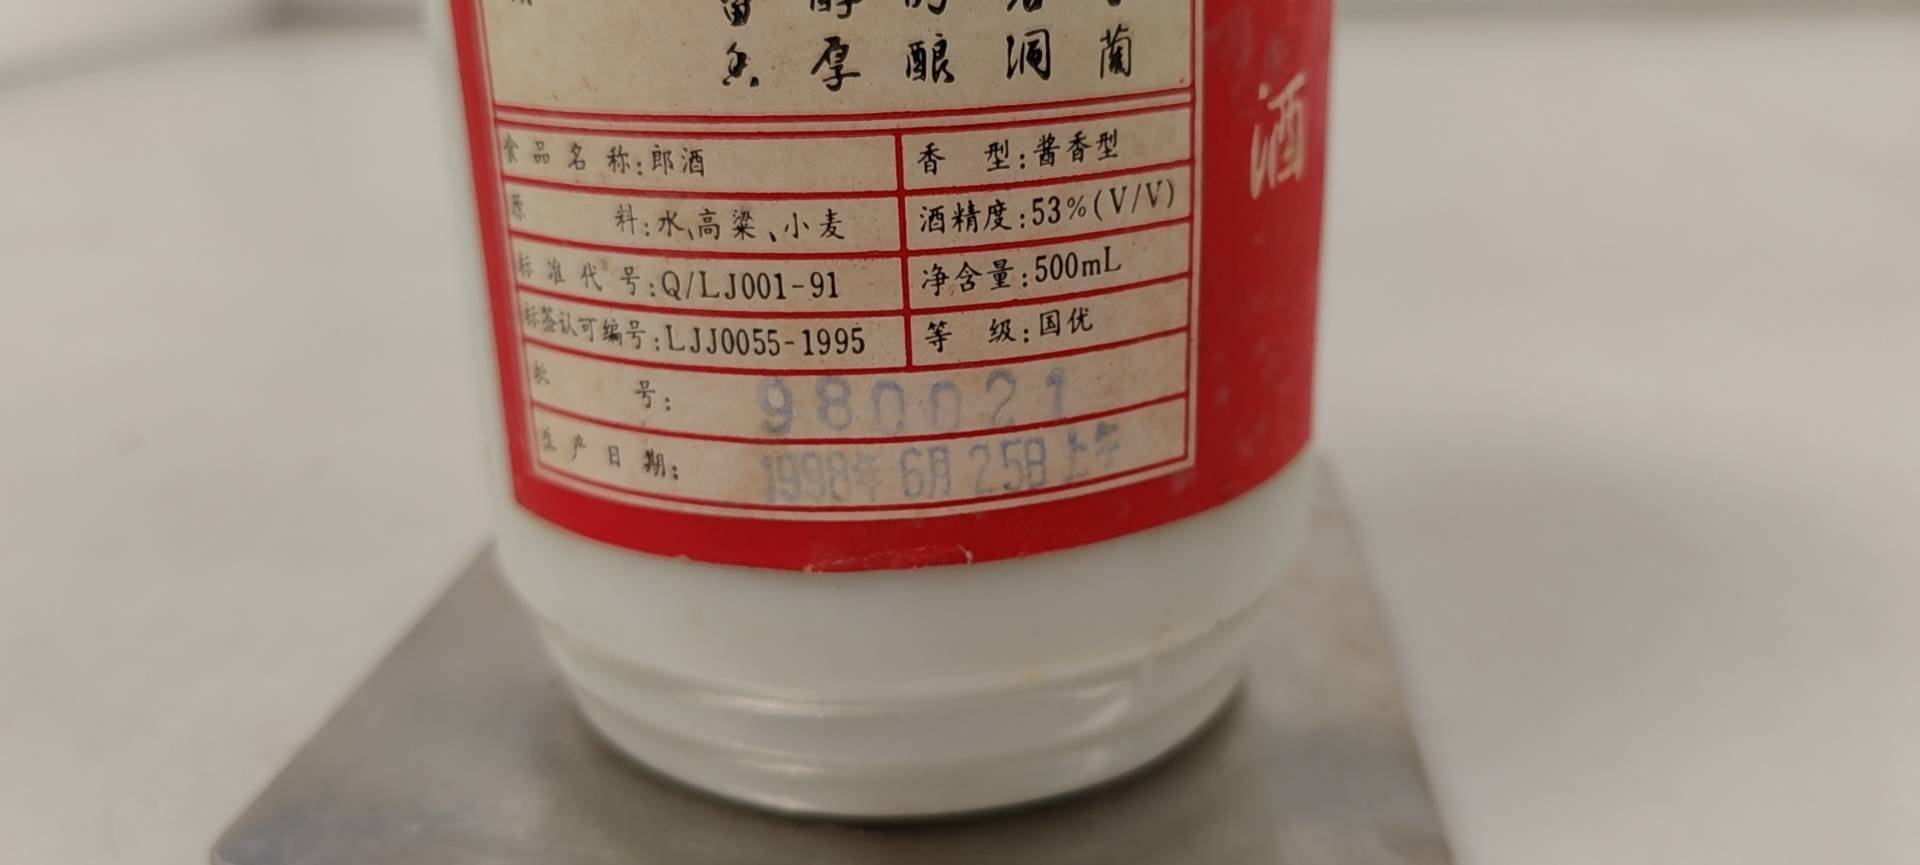 厚 酿 洞 菌
酒
食品名称:郎酒
香 型:酱香型
原 料:水、高粱、小麦
酒精度:53%(V/V)
标准代号:Q/LJ001-91
净含量:500mL
标签认可编号:LJJ0055-1995
等 级:国优
批 号: 980021
生产日期: 1998年 6月 25日上午